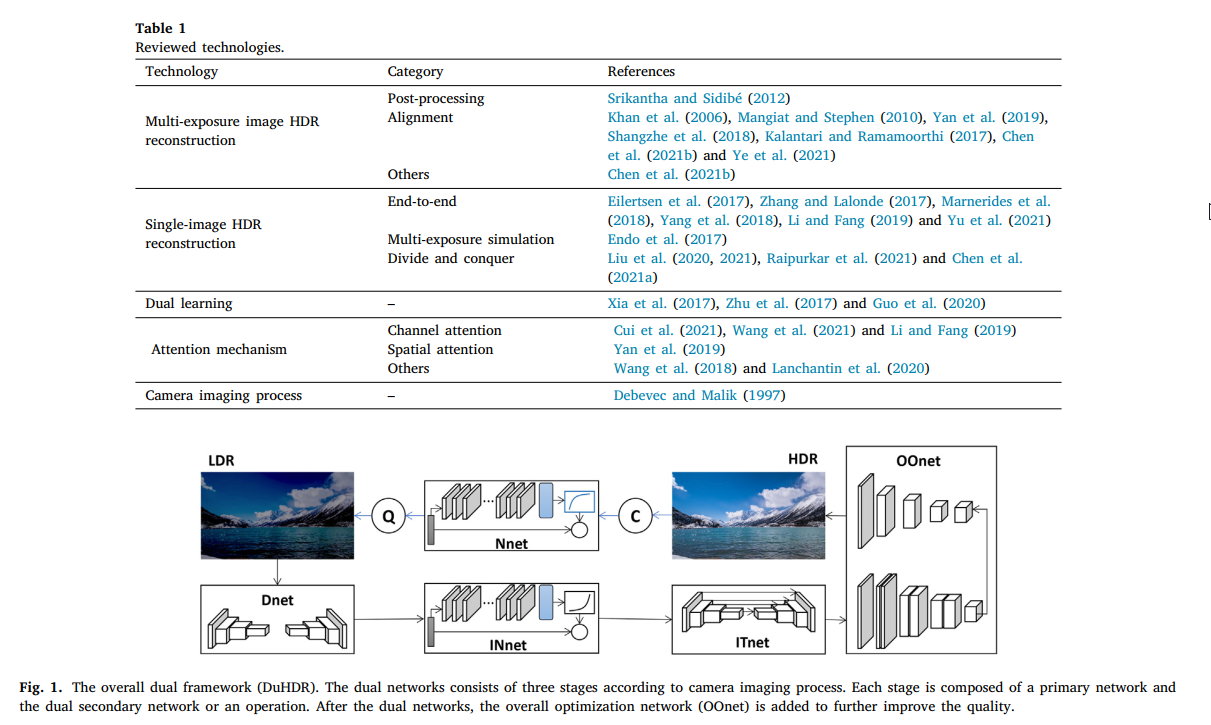 Table 1
Reviewed technologies.
Technology Category References
Multi-exposure image HDR
reconstruction
Post-processing Srikantha and Sidibé (2012)
Alignment Khan et al. (2006), Mangiat and Stephen (2010), Yan et al. (2019),
Shangzhe et al. (2018), Kalantari and Ramamoorthi (2017), Chen
et al. (2021b) and Ye et al. (2021)
Others Chen et al. (2021b)
Single-image HDR
reconstruction
End-to-end Eilertsen et al. (2017), Zhang and Lalonde (2017), Marnerides et al.
(2018), Yang et al. (2018), Li and Fang (2019) and Yu et al. (2021)
Multi-exposure simulation Endo et al. (2017)
Divide and conquer Liu et al. (2020, 2021), Raipurkar et al. (2021) and Chen et al.
(2021a)
Dual learning – Xia et al. (2017), Zhu et al. (2017) and Guo et al. (2020)
Attention mechanism
Channel attention Cui et al. (2021), Wang et al. (2021) and Li and Fang (2019)
Spatial attention Yan et al. (2019)
Others Wang et al. (2018) and Lanchantin et al. (2020)
Camera imaging process – Debevec and Malik (1997)
LDR
HDR
OOnet
Q
Nnet
C
Dnet
INnet
ITnet
Fig. 1. The overall dual framework (DuHDR). The dual networks consists of three stages according to camera imaging process. Each stage is composed of a primary network and
the dual secondary network or an operation. After the dual networks, the overall optimization network (OOnet) is added to further improve the quality.